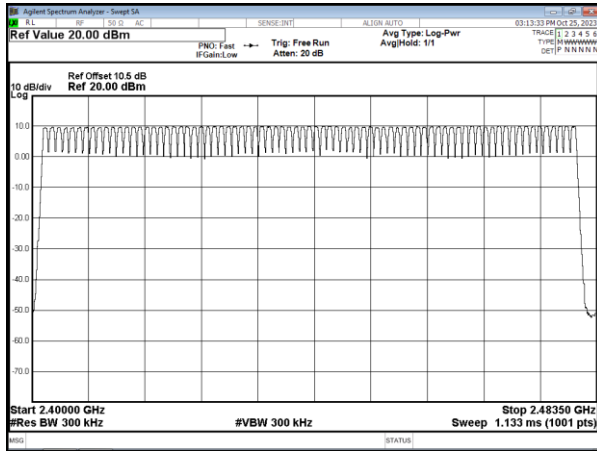 Agilent Spectrum Analyzer - Swept SA
RL RF 50 Ω AC SENSE:INT ALIGN AUTO 03:13:33 PM Oct 25, 2023
Ref Value 20.00 dBm
PNO: Fast Trig: Free Run Avg Type: Log-Pwr TRACE 1 2 3 4 5 6
IFGain:Low Atten: 20 dB Avg|Hold: 1/1 TYPE M W W W W W
DET P N N N N N
Ref Offset 10.5 dB
10 dB/div Ref 20.00 dBm
Log
10.0
0.00
-10.0
-20.0
-30.0
-40.0
-50.0
-60.0
-70.0
Start 2.40000 GHz Stop 2.48350 GHz
#Res BW 300 kHz #VBW 300 kHz Sweep 1.133 ms (1001 pts)
MSG STATUS